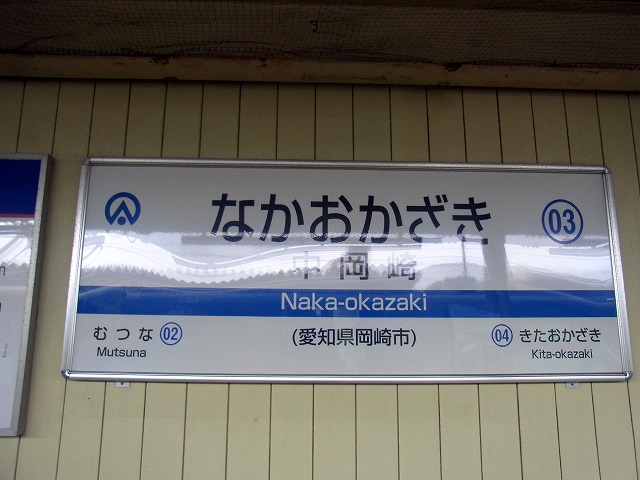 なかおかざき
03
中岡崎
Naka-okazaki
むつな 02
Mutsuna
(愛知県岡崎市)
04 きたおかざき
Kita-okazaki